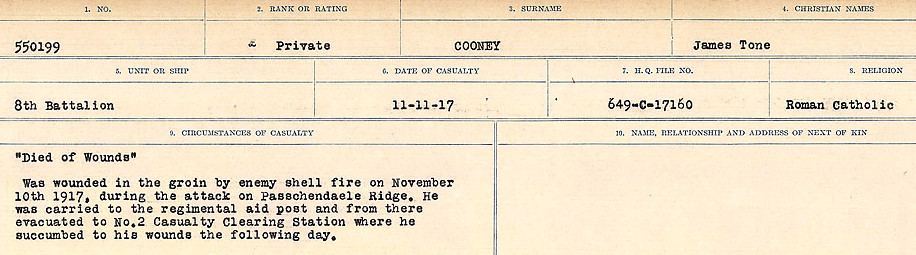 1. NO. 2. RANK OR RATING 3. SURNAME 4. CHRISTIAN NAMES
550199 Private COONEY James Tone
5. UNIT OR SHIP 6. DATE OF CASUALTY 7. H.Q. FILE NO. 8. RELIGION
8th Battalion 11-11-17 649-C-17160 Roman Catholic
9. CIRCUMSTANCES OF CASUALTY 10. NAME, RELATIONSHIP AND ADDRESS OF NEXT OF KIN
"Died of Wounds"
Was wounded in the groin by enemy shell fire on November
10th 1917, during the attack on Passchendaele Ridge. He
was carried to the regimental aid post and from there
evacuated to No.2 Casualty Clearing Station where he
succumbed to his wounds the following day.